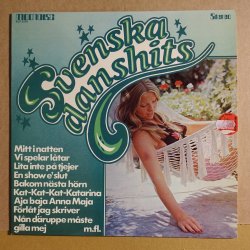 Stereo
Svenska
danshits
Mitt i natten
Vi spelar låtar
Lita inte på tjejer
En show e'slut
Bakom nästa hörn
Kat-Kat-Kat-Katarina
Aja baja Anna Maja
Förlåt jag skriver
Nån däruppe måste
gilla mej m.fl.